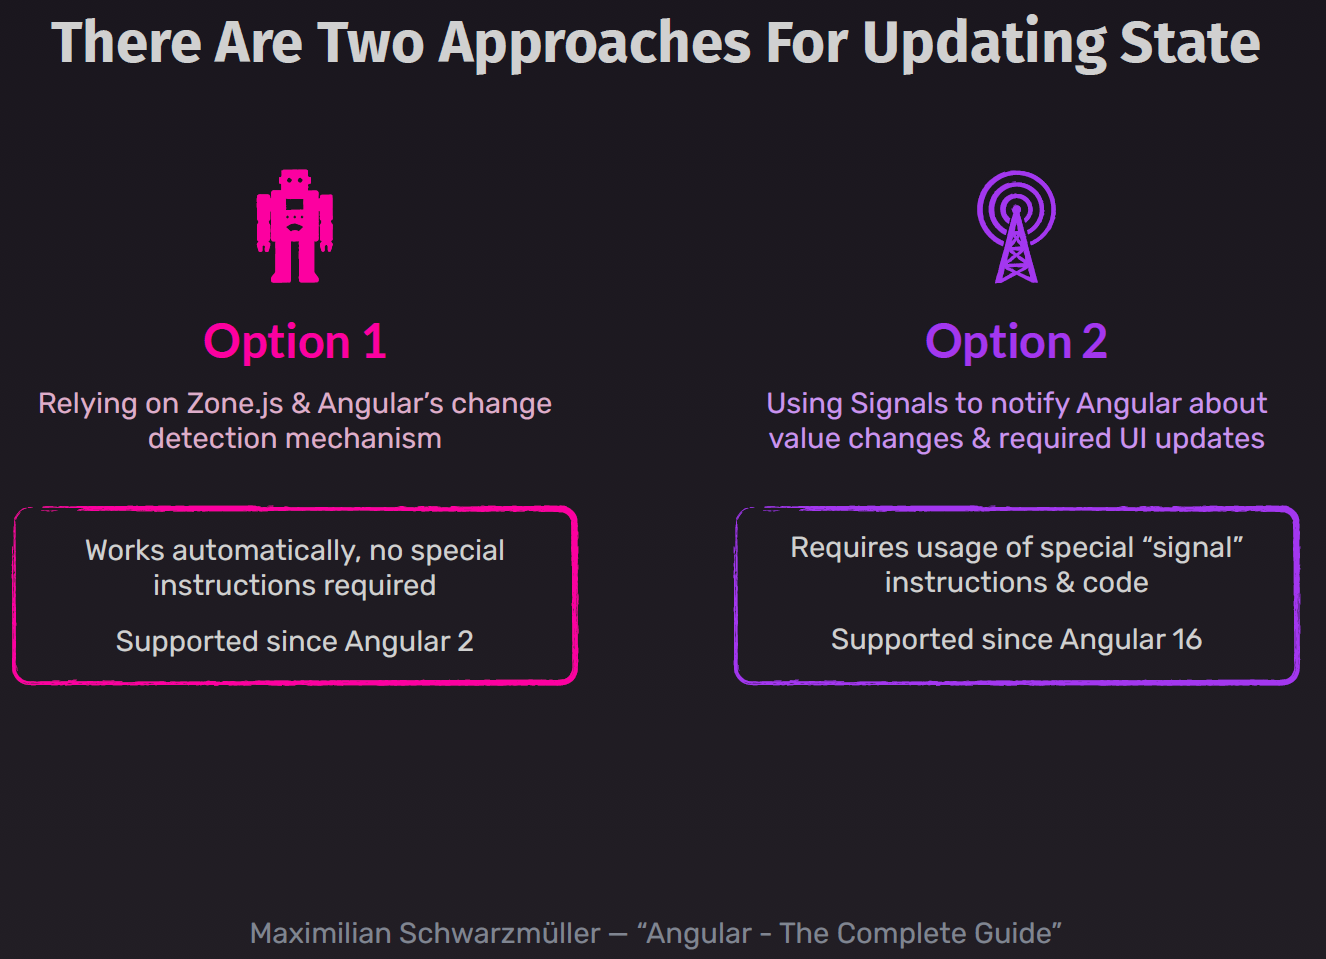 There Are Two Approaches For Updating State
Option 1
Relying on Zone.js & Angular’s change
detection mechanism
Works automatically, no special
instructions required
Supported since Angular 2
Option 2
Using Signals to notify Angular about
value changes & required UI updates
Requires usage of special “signal”
instructions & code
Supported since Angular 16
Maximilian Schwarzmüller — “Angular - The Complete Guide”